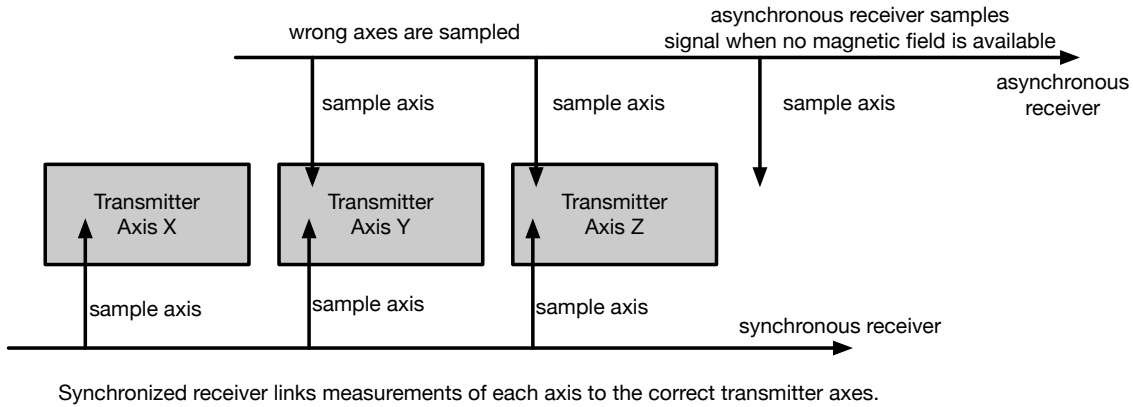 wrong axes are sampled
asynchronous receiver samples
signal when no magnetic field is available
asynchronous
receiver
sample axis
sample axis
sample axis
Transmitter
Axis X
Transmitter
Axis Y
Transmitter
Axis Z
sample axis
sample axis
sample axis
synchronous receiver
Synchronized receiver links measurements of each axis to the correct transmitter axes.